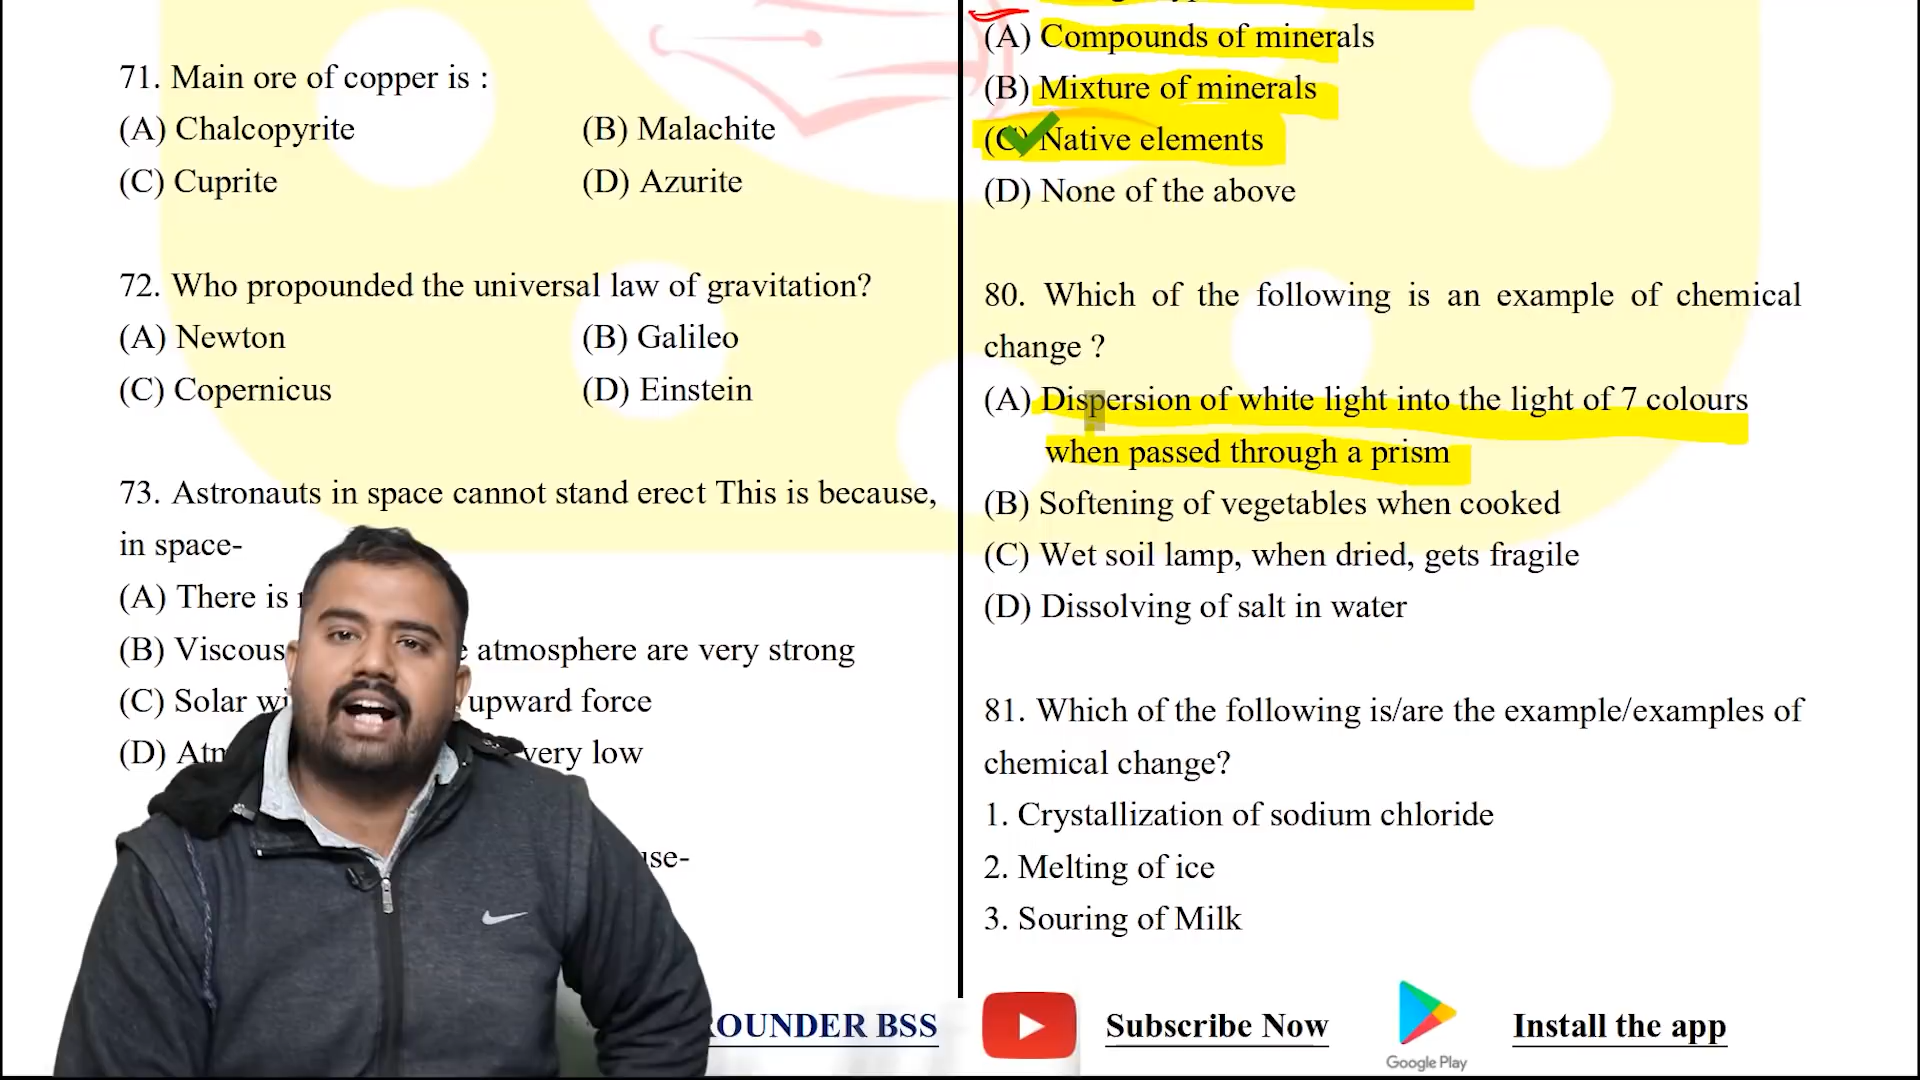 71. Main ore of copper is :
(A) Chalcopyrite (B) Malachite
(C) Cuprite (D) Azurite
72. Who propounded the universal law of gravitation?
(A) Newton (B) Galileo
(C) Copernicus (D) Einstein
73. Astronauts in space cannot stand erect This is because,
in space-
(A) There is
(B) Viscous atmosphere are very strong
(C) Solar upward force
(D) very low
(A) Compounds of minerals
(B) Mixture of minerals
(C) Native elements
(D) None of the above
80. Which of the following is an example of chemical
change ?
(A) Dispersion of white light into the light of 7 colours
when passed through a prism
(B) Softening of vegetables when cooked
(C) Wet soil lamp, when dried, gets fragile
(D) Dissolving of salt in water
81. Which of the following is/are the example/examples of
chemical change?
1. Crystallization of sodium chloride
2. Melting of ice
3. Souring of Milk
BSS
Subscribe Now
Google Play
Install the app